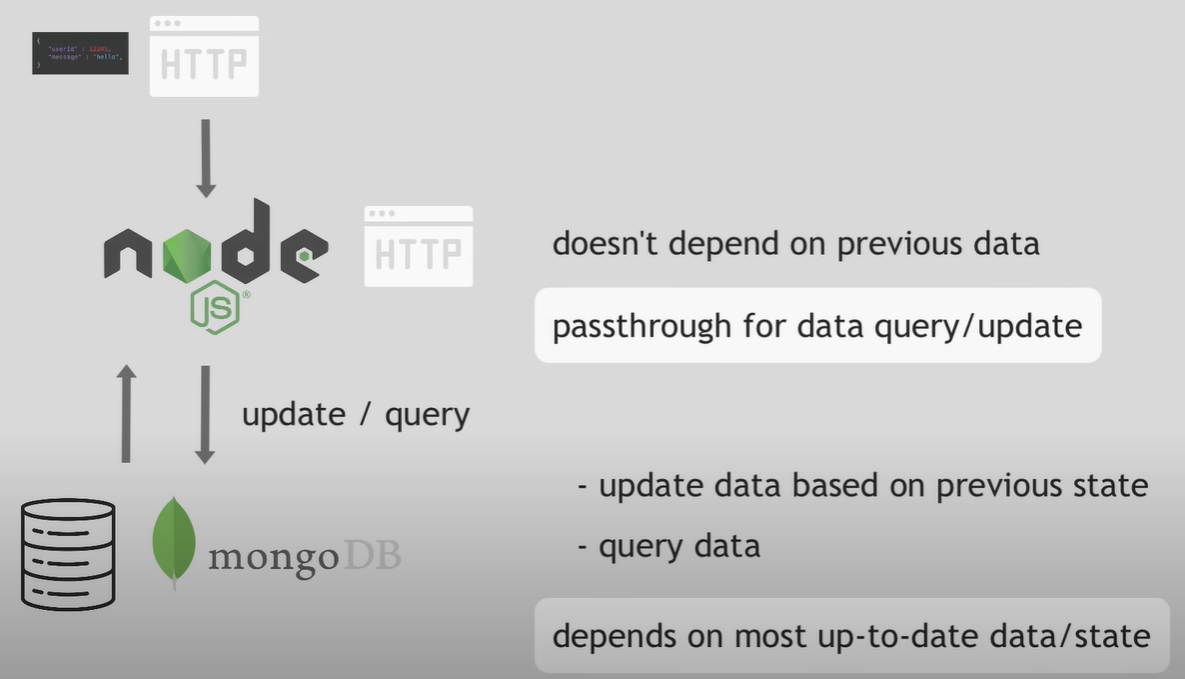 {
"userId" : 12345,
"message" : "hello",
}
HTTP
node
JS®
HTTP
doesn't depend on previous data
passthrough for data query/update
update / query
- update data based on previous state
- query data
mongoDB
depends on most up-to-date data/state